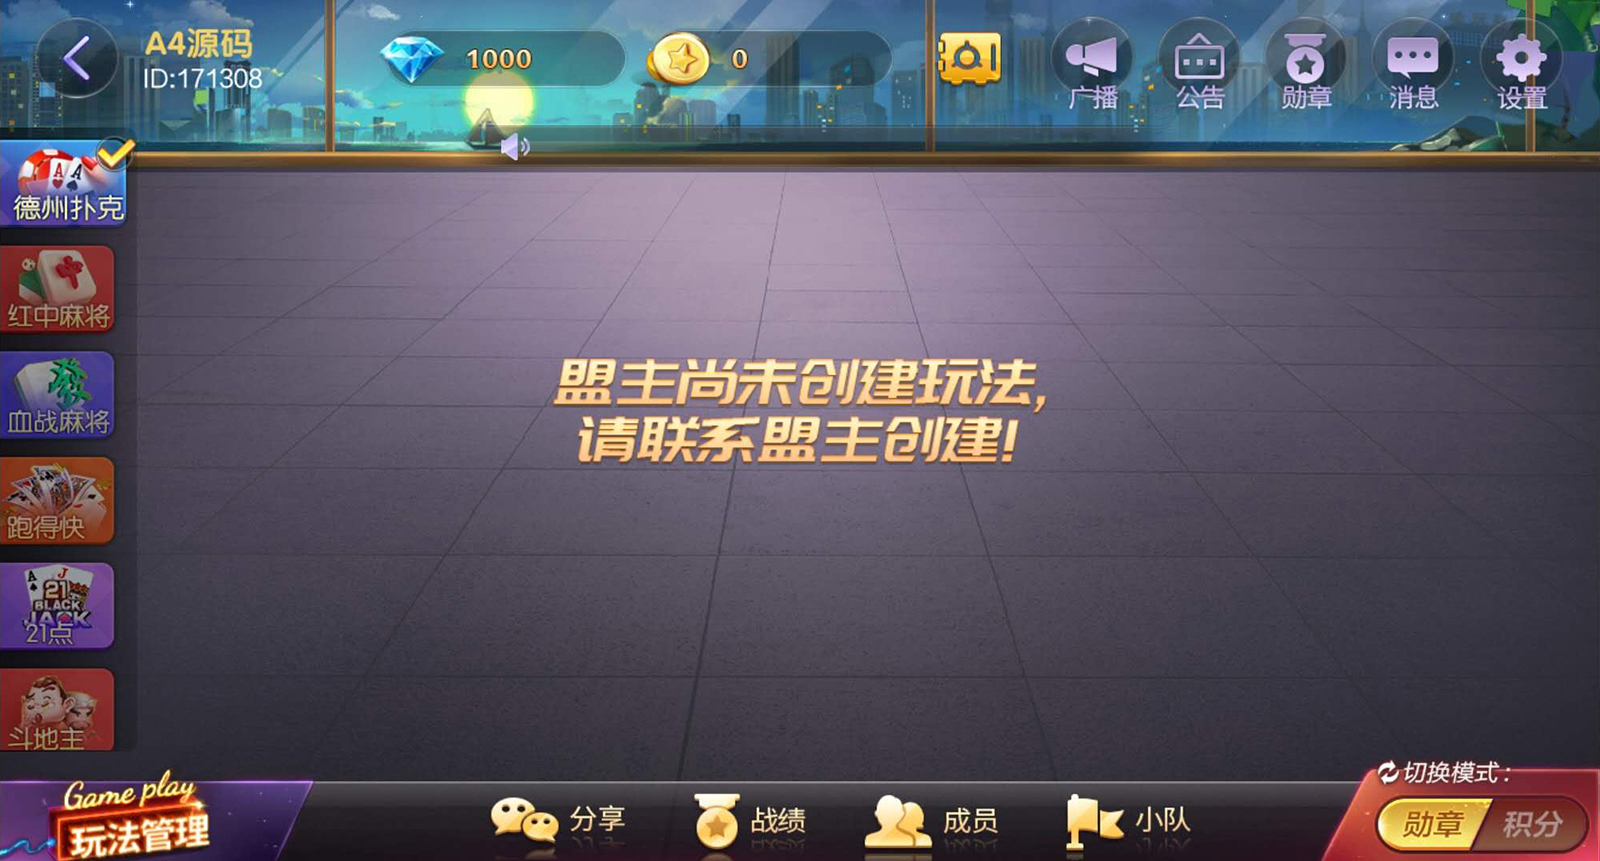 A4源码
ID:171308
1000
0
广播
公告
勋章
消息
设置
德州扑克
红中麻将
發
血战麻将
跑得快
21
BLACK
JACK
21点
斗地主
盟主尚未创建玩法,
请联系盟主创建!
Game play
玩法管理
分享
战绩
成员
小队
切换模式:
勋章
积分